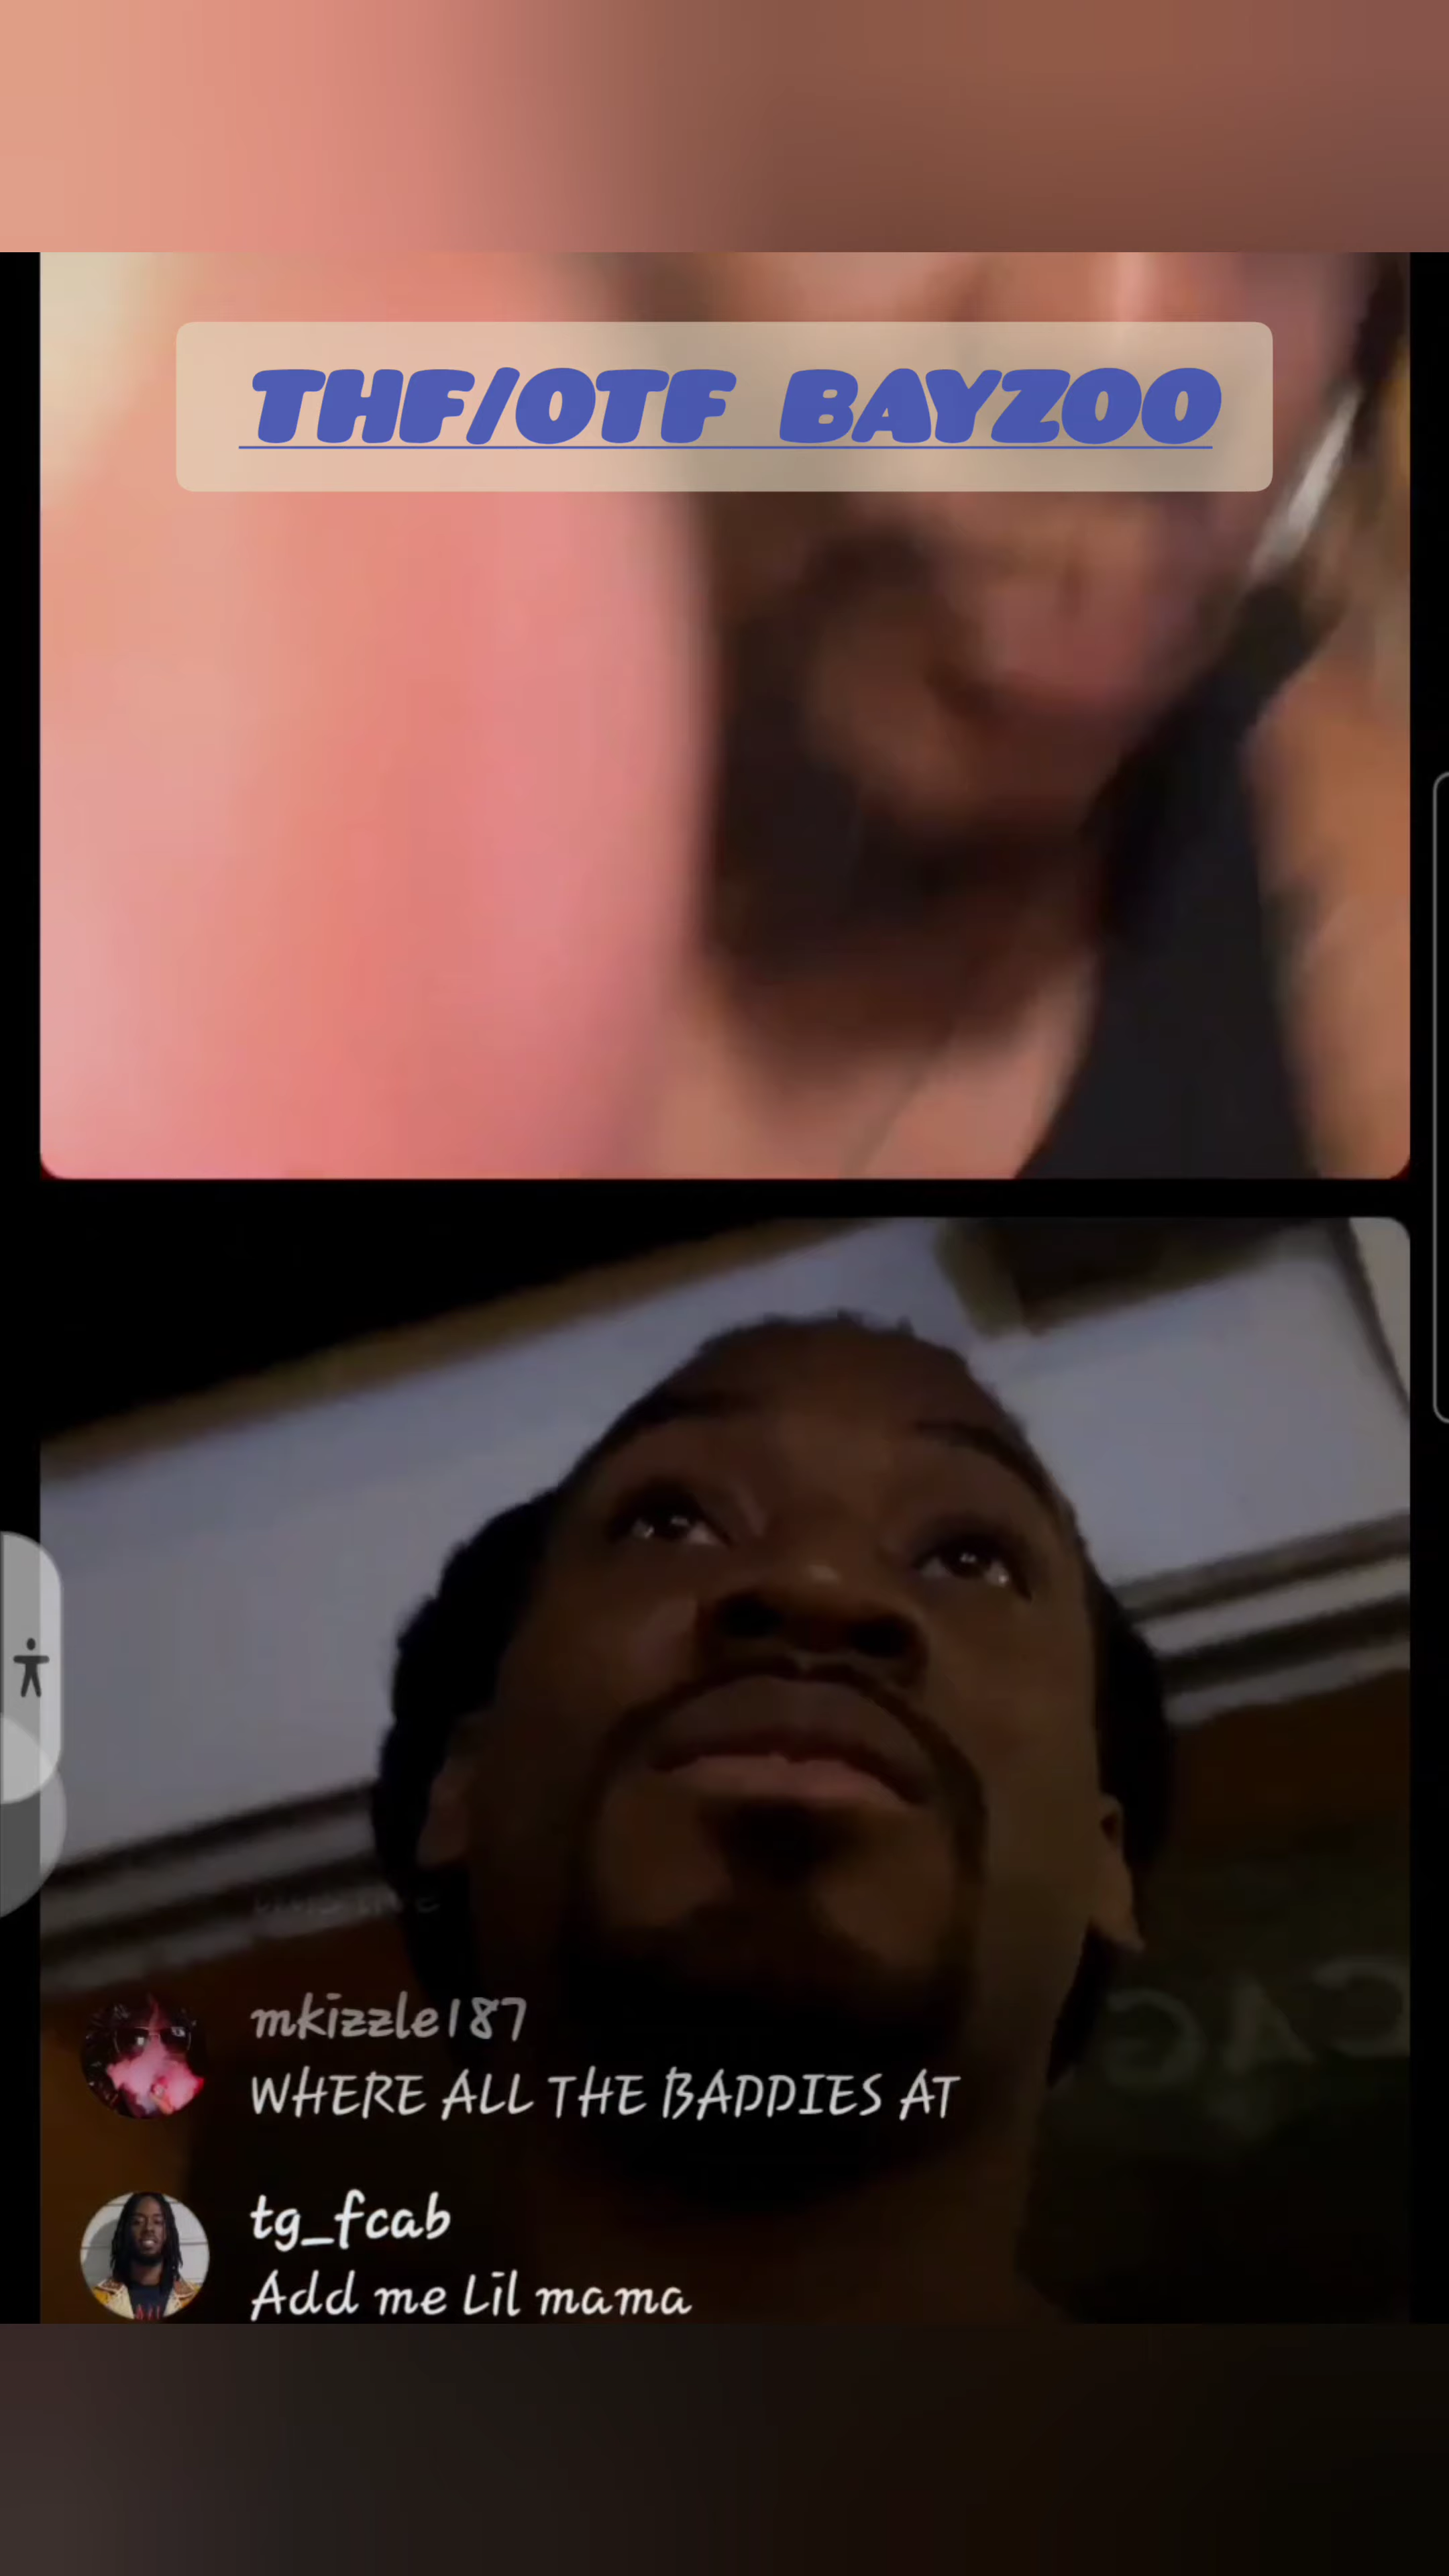 THF/OTF BAYZOO
mkizzle187
WHERE ALL THE BADDIES AT
tg_fcab
Add me Lil mama